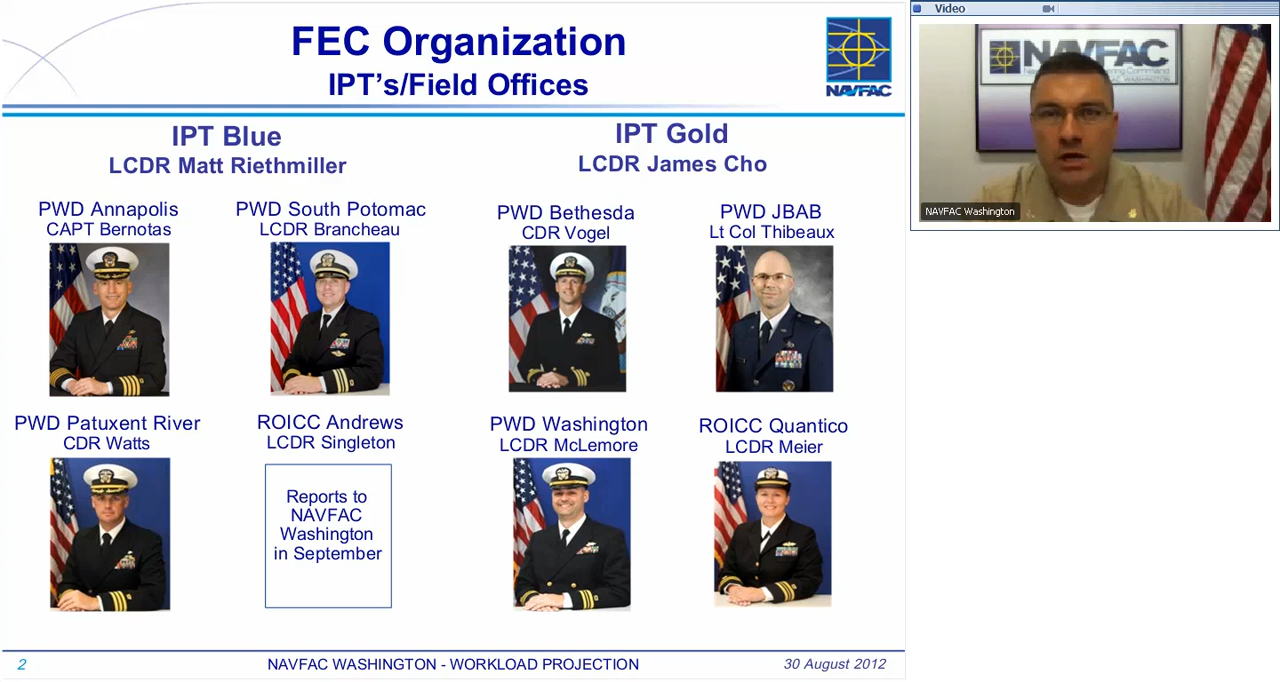 FEC Organization
IPT's/Field Offices
NAVFAC
IPT Blue
LCDR Matt Riethmiller
IPT Gold
LCDR James Cho
PWD Annapolis
CAPT Bernotas
PWD South Potomac
LCDR Brancheau
PWD Bethesda
CDR Vogel
PWD JBAB
Lt Col Thibeaux
PWD Patuxent River
CDR Watts
ROICC Andrews
LCDR Singleton
Reports to
NAVFAC
Washington
in September
PWD Washington
LCDR McLemore
ROICC Quantico
LCDR Meier
2
NAVFAC WASHINGTON - WORKLOAD PROJECTION
30 August 2012
Video
NAVFAC
NAVFAC Washington